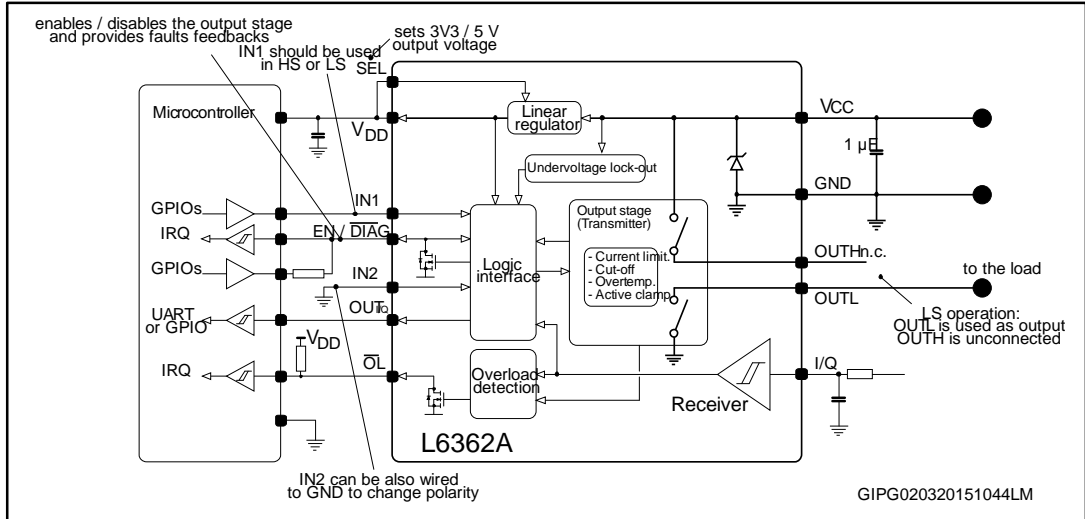 enables / disables the output stage
and provides faults feedbacks
IN1 should be used
in HS or LS
sets 3V3 / 5 V
output voltage
SEL
Microcontroller
VDD
Linear
regulator
VCC
1 µF
Undervoltage lock-out
GND
GPIOs
IN1
IRQ
EN / DIAG
GPIOs
IN2
Logic
interface
Output stage
(Transmitter)
- Current limit.
- Cut-off
- Overtemp.
- Active clamp.
OUTH
n.c.
to the load
OUTL
UART
or GPIO
OUTI/Q
LS operation:
OUTL is used as output
OUTH is unconnected
VDD
IRQ
OL
Overload
detection
I/Q
Receiver
L6362A
IN2 can be also wired
to GND to change polarity
GIPG020320151044LM